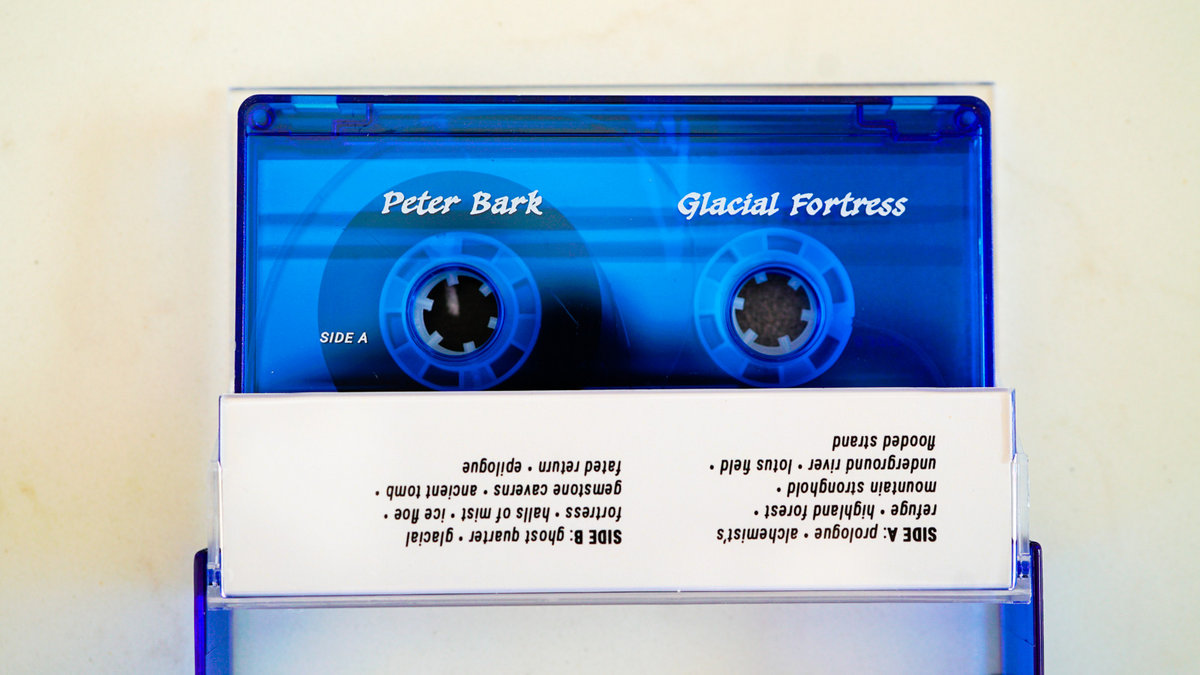 Peter Bark
Glacial Fortress
SIDE A
SIDE A: prologue • alchemist's
refuge • highland forest •
mountain stronghold •
underground river • lotus field •
flooded strand
SIDE B: ghost quarter • glacial
fortress • halls of mist • ice floe •
gemstone caverns • ancient tomb •
fated return • epilogue